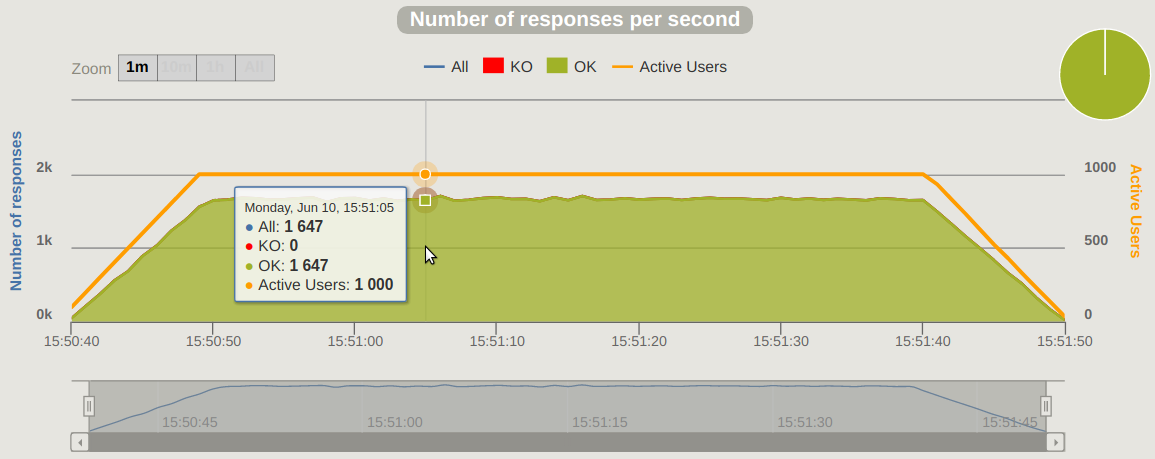 Number of responses per second
Zoom 1m 10m 1h All
All KO OK Active Users
Number of responses
2k
1k
0k
1000
500
0
Active Users
Monday, Jun 10, 15:51:05
All: 1 647
KO: 0
OK: 1 647
Active Users: 1 000
15:50:40 15:50:50 15:51:00 15:51:10 15:51:20 15:51:30 15:51:40 15:51:50
15:50:45 15:51:00 15:51:15 15:51:30 15:51:45